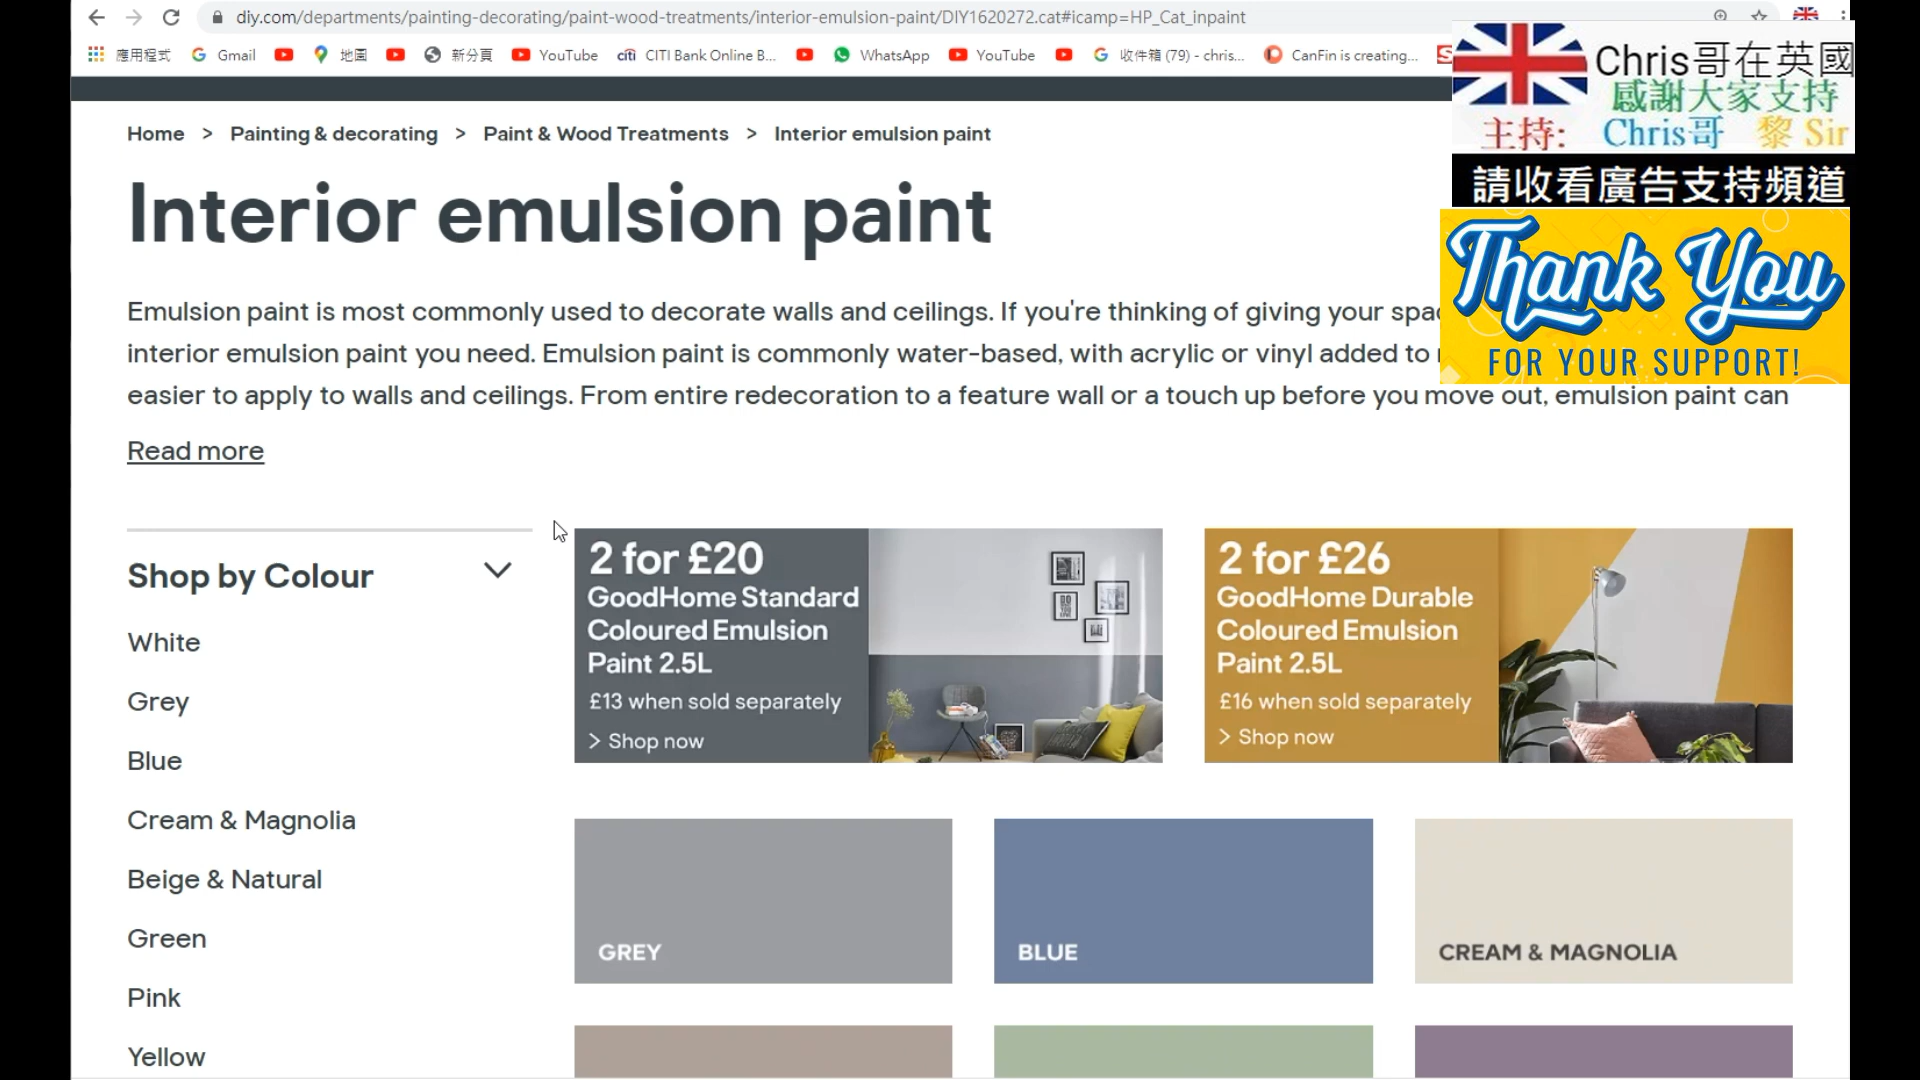 diy.com/departments/painting-decorating/paint-wood-treatments/interior-emulsion-paint/DIY1620272.cat#icamp=HP_Cat_inpaint
應用程式 Gmail 地圖 新分頁 YouTube citi CITI Bank Online B... WhatsApp YouTube 收件箱 (79) - chris... CanFin is creating...
Chris哥在英國
感謝大家支持
主持: Chris哥 黎 Sir
請收看廣告支持頻道
Thank You
FOR YOUR SUPPORT!
Home > Painting & decorating > Paint & Wood Treatments > Interior emulsion paint
Interior emulsion paint
Emulsion paint is most commonly used to decorate walls and ceilings. If you're thinking of giving your
interior emulsion paint you need. Emulsion paint is commonly water-based, with acrylic or vinyl added to
easier to apply to walls and ceilings. From entire redecoration to a feature wall or a touch up before you move out, emulsion paint can
Read more
Shop by Colour
White
Grey
Blue
Cream & Magnolia
Beige & Natural
Green
Pink
Yellow
2 for £20
GoodHome Standard
Coloured Emulsion
Paint 2.5L
£13 when sold separately
> Shop now
2 for £26
GoodHome Durable
Coloured Emulsion
Paint 2.5L
£16 when sold separately
> Shop now
GREY
BLUE
CREAM & MAGNOLIA